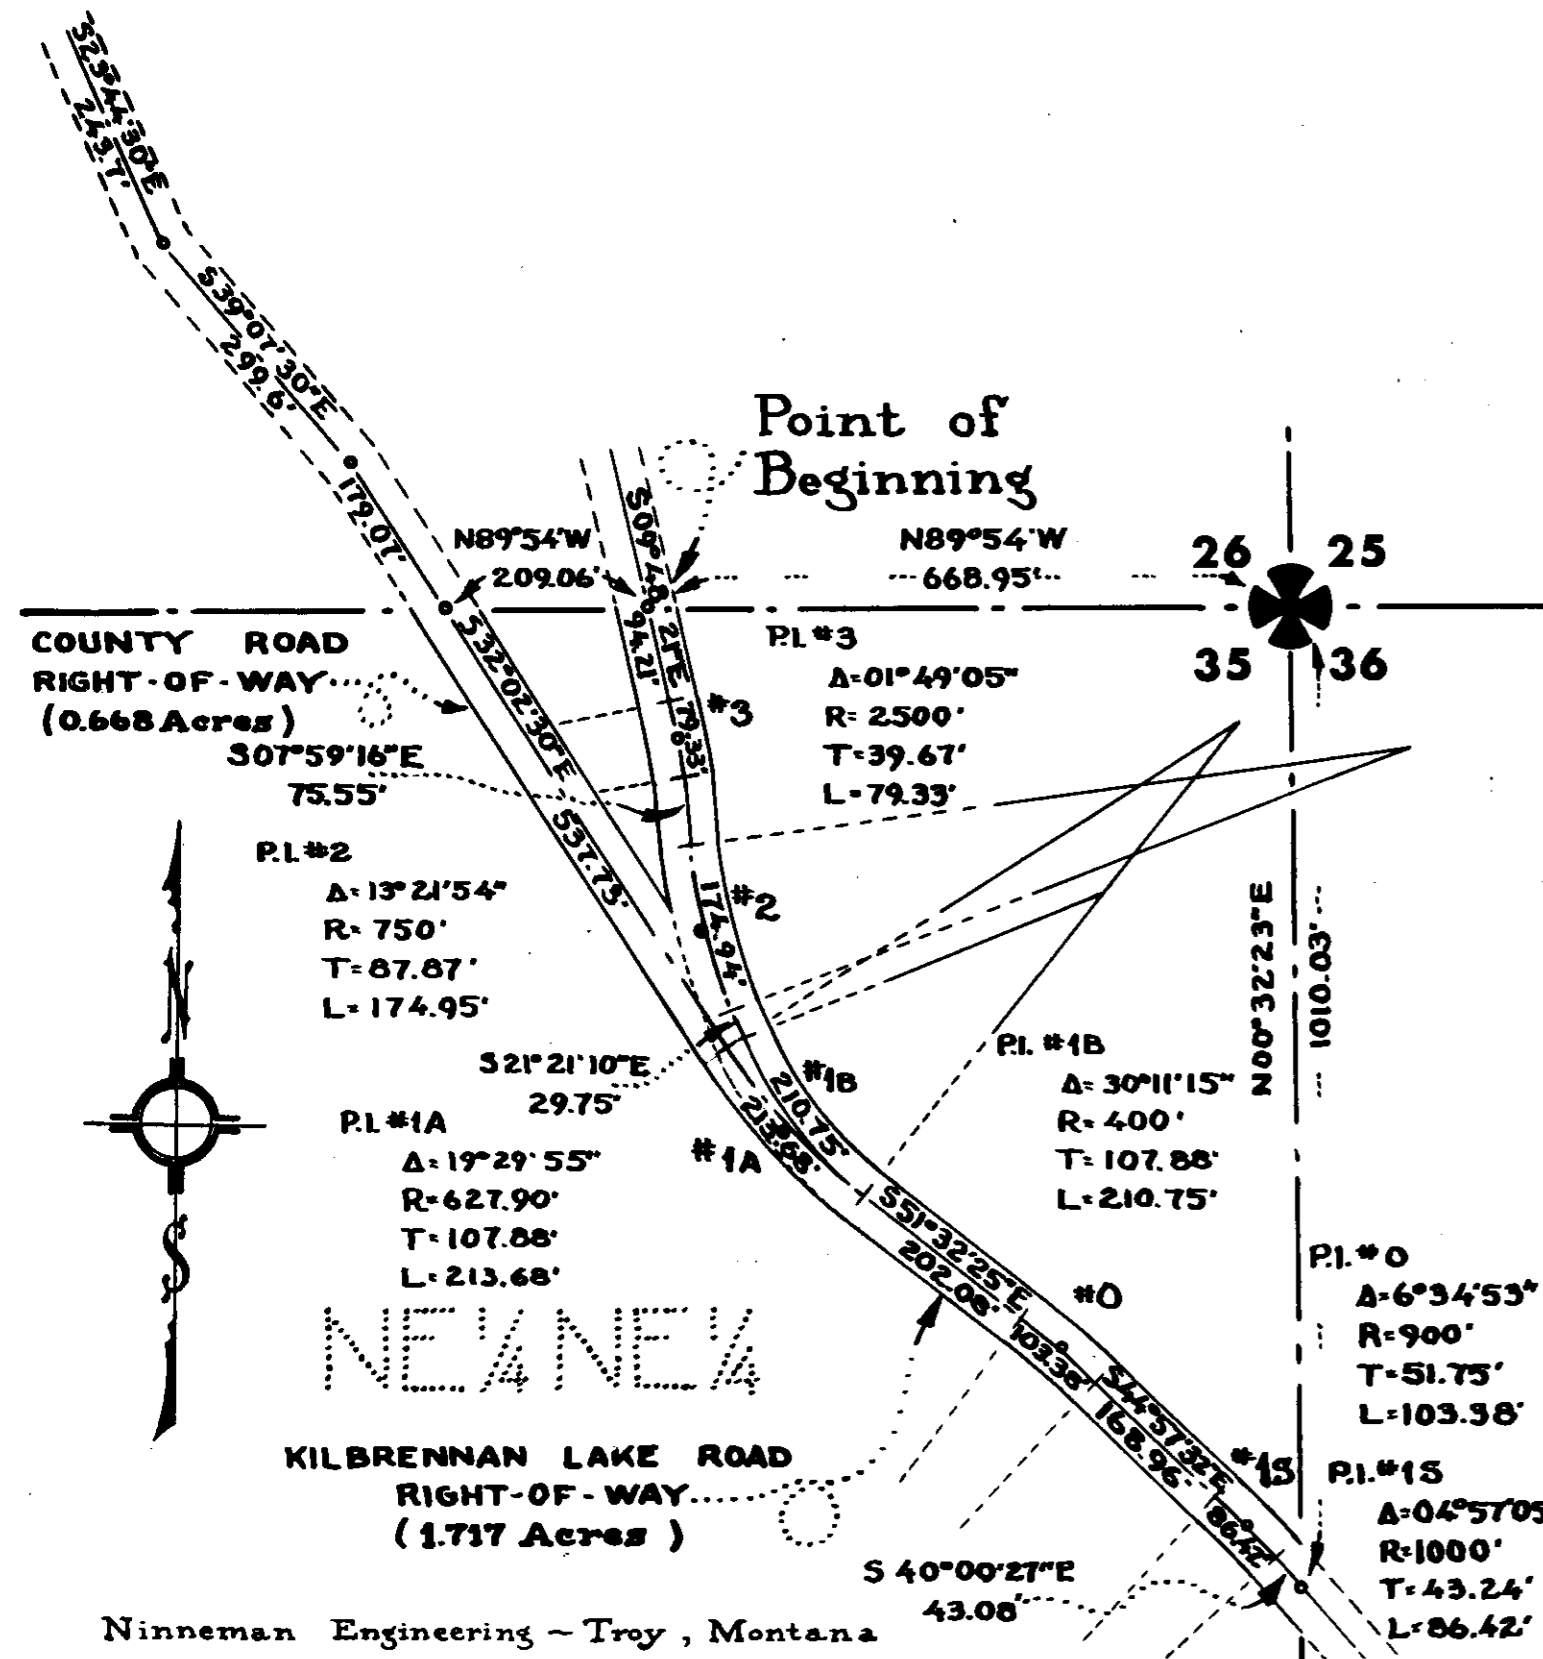 S23°44'30"E
243.7'
S39°07'30"E
299.6'
179.07'
Point of
Beginning
N89°54'W
209.06'
N89°54'W
668.95'
26 25
35 36
S09°48'21"E
94.21'
79.33'
COUNTY ROAD
RIGHT-OF-WAY
(0.668 Acres)
S32°02'30"E
537.73'
#3
P.I. #3
Δ=01°49'05"
R= 2500'
T=39.67'
L=79.33'
S07°59'16"E
75.55'
P.I. #2
Δ=13°21'54"
R= 750'
T=87.87'
L=174.95'
#2
174.94'
N
S
S21°21'10"E
29.75'
P.I. #1A
Δ=19°29'55"
R=627.90'
T=107.88'
L=213.68'
#1A
213.68'
210.75'
#1B
P.I. #1B
Δ=30°11'15"
R=400'
T=107.88'
L=210.75'
N00°32'23"E
1010.03'
S51°32'25"E
202.08'
#0
103.38'
P.I. #0
Δ=6°34'53"
R=900'
T=51.75'
L=103.38'
NE¼ NE¼
S44°57'32"E
168.96'
#1S
86.42'
P.I. #1S
Δ=04°57'05
R=1000'
T=43.24'
L=86.42'
KILBRENNAN LAKE ROAD
RIGHT-OF-WAY
(1.717 Acres)
S 40°00'27"E
43.08'
Ninneman Engineering ~ Troy, Montana